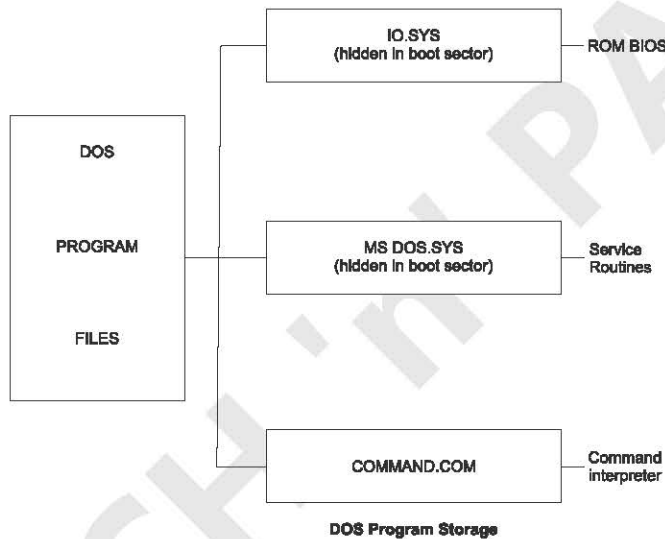 IO.SYS
(hidden in boot sector)
ROM BIOS
DOS
PROGRAM
FILES
MS DOS.SYS
(hidden in boot sector)
Service
Routines
COMMAND.COM
Command
interpreter
DOS Program Storage